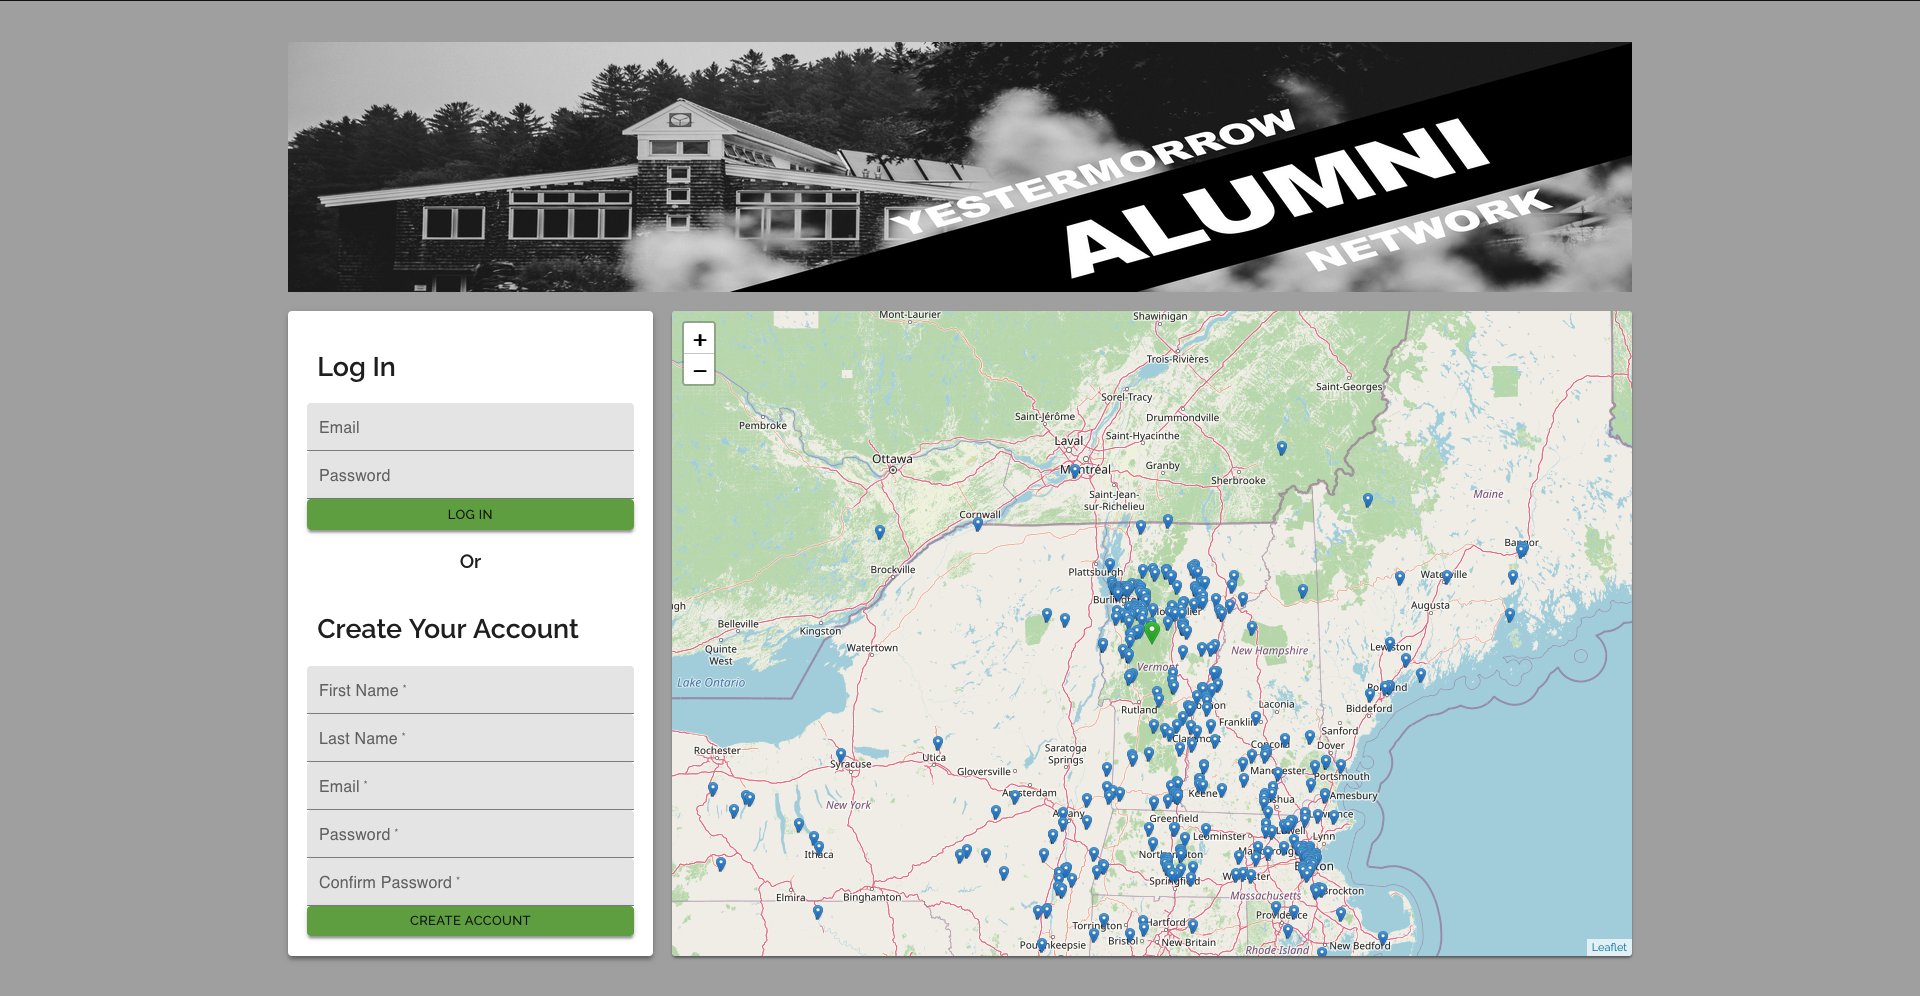 YESTERMORROW
ALUMNI
NETWORK
Log In
Email
Password
LOG IN
Or
Create Your Account
First Name *
Last Name *
Email *
Password *
Confirm Password *
CREATE ACCOUNT
+
−
Mont-Laurier
Shawinigan
Trois-Rivières
Saint-Georges
Sorel-Tracy
Saint-Jérôme
Drummondville
Pembroke
Laval
Saint-Hyacinthe
Ottawa
Montréal
Granby
Sherbrooke
Saint-Jean-
sur-Richelieu
Maine
Cornwall
Bangor
Brockville
Plattsburgh
Waterville
Augusta
Belleville
Kingston
Quinte
West
Watertown
Lewiston
New Hampshire
Vermont
Lake Ontario
Portland
Rutland
Laconia
Biddeford
Franklin
Sanford
Dover
Concord
Rochester
Utica
Saratoga
Springs
Syracuse
Gloversville
Manchester
Portsmouth
Amsterdam
Keene
Amesbury
New York
Albany
Greenfield
Leominster
Lowell
Lynn
Ithaca
Northampton
Boston
Springfield
Worcester
Brockton
Elmira
Binghamton
Massachusetts
Providence
Torrington
Hartford
Poughkeepsie
Bristol
New Britain
New Bedford
Rhode Island
Leaflet